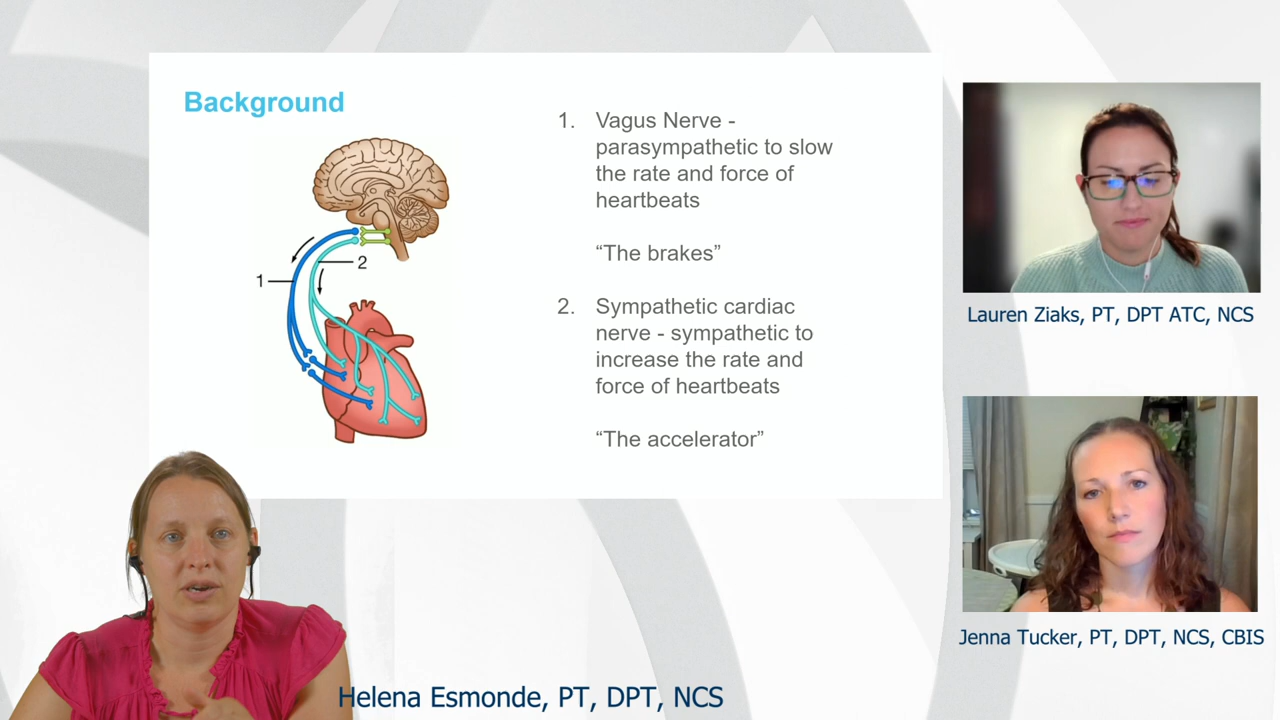 Background
1. Vagus Nerve -
parasympathetic to slow
the rate and force of
heartbeats
“The brakes”
2. Sympathetic cardiac
nerve - sympathetic to
increase the rate and
force of heartbeats
“The accelerator”
1
2
Lauren Ziaks, PT, DPT ATC, NCS
Jenna Tucker, PT, DPT, NCS, CBIS
Helena Esmonde, PT, DPT, NCS